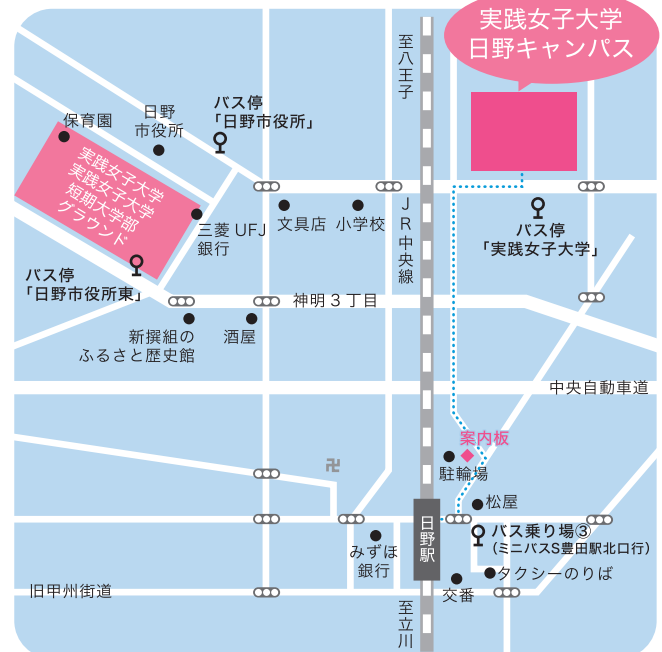 実践女子大学
日野キャンパス
至八王子
バス停
「日野市役所」
日野
市役所
保育園
実践女子大学
実践女子大学
短期大学部
グラウンド
三菱UFJ
銀行
文具店
小学校
JR中央線
バス停
「実践女子大学」
バス停
「日野市役所東」
神明3丁目
新撰組の
ふるさと歴史館
酒屋
中央自動車道
案内板
駐輪場
卍
松屋
日野駅
バス乗り場③
(ミニバスS豊田駅北口行)
みずほ
銀行
タクシーのりば
交番
旧甲州街道
至立川